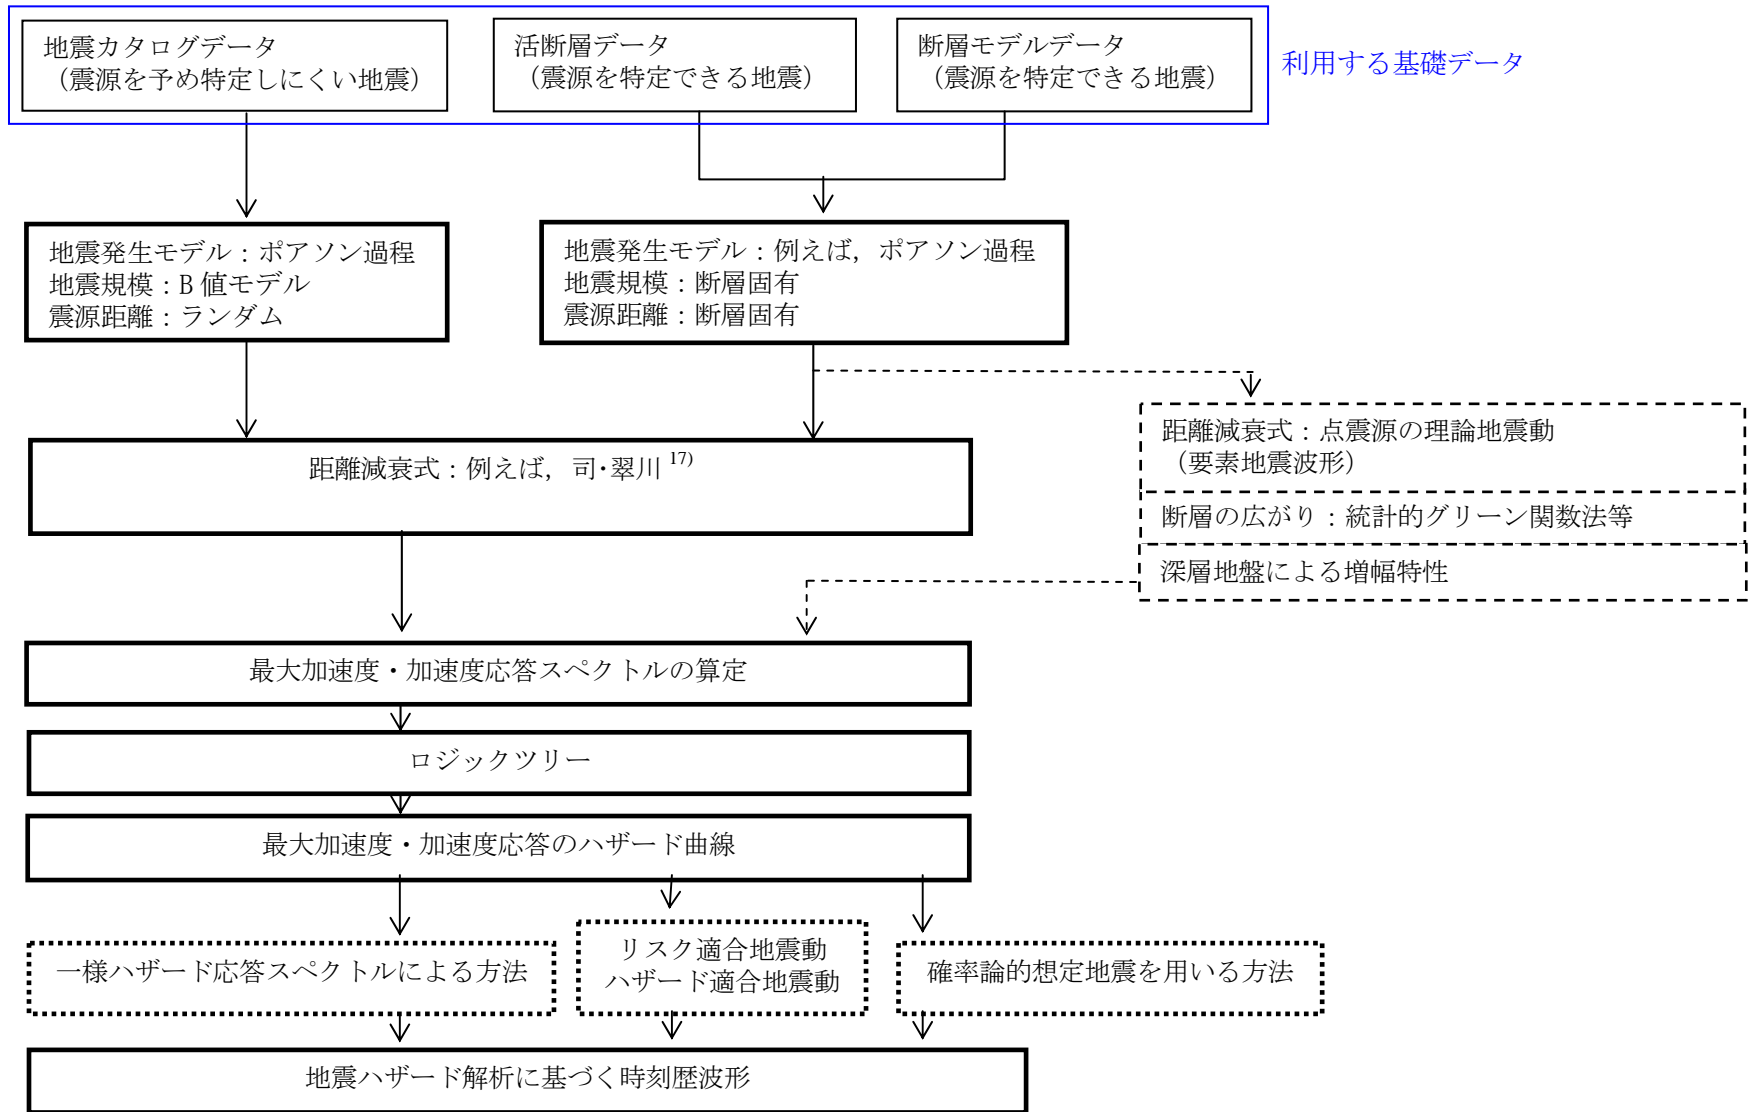 地震カタログデータ
（震源を予め特定しにくい地震）
活断層データ
（震源を特定できる地震）
断層モデルデータ
（震源を特定できる地震）
利用する基礎データ
地震発生モデル：ポアソン過程
地震規模：B 値モデル
震源距離：ランダム
地震発生モデル：例えば，ポアソン過程
地震規模：断層固有
震源距離：断層固有
距離減衰式：例えば，司・翠川 17)
距離減衰式：点震源の理論地震動
（要素地震波形）
断層の広がり：統計的グリーン関数法等
深層地盤による増幅特性
最大加速度・加速度応答スペクトルの算定
ロジックツリー
最大加速度・加速度応答のハザード曲線
一様ハザード応答スペクトルによる方法
リスク適合地震動
ハザード適合地震動
確率論的想定地震を用いる方法
地震ハザード解析に基づく時刻歴波形